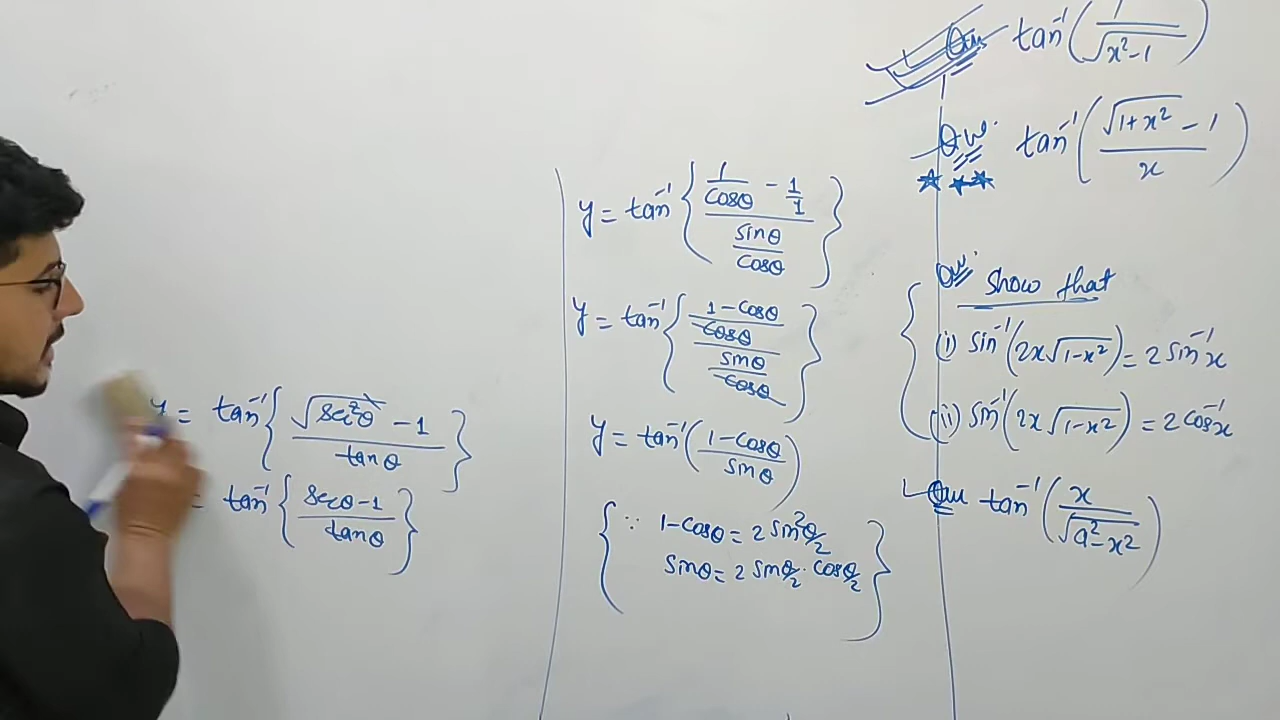 y = tan⁻¹{(√sec²θ - 1)/tanθ}
= tan⁻¹{(secθ - 1)/tanθ}
y = tan⁻¹{(1/cosθ - 1/1)/(sinθ/cosθ)}
y = tan⁻¹{((1 - cosθ)/cosθ)/(sinθ/cosθ)}
y = tan⁻¹((1 - cosθ)/sinθ)
{∵ 1 - cosθ = 2 sin²θ/2
sinθ = 2 sinθ/2 · cosθ/2}
Que tan⁻¹(1/√(x² - 1))
Qu. tan⁻¹((√(1 + x²) - 1)/x)
Qu. Show that
(i) sin⁻¹(2x√(1 - x²)) = 2 sin⁻¹x
(ii) sin⁻¹(2x√(1 - x²)) = 2 cos⁻¹x
Que tan⁻¹(x/√(a² - x²))